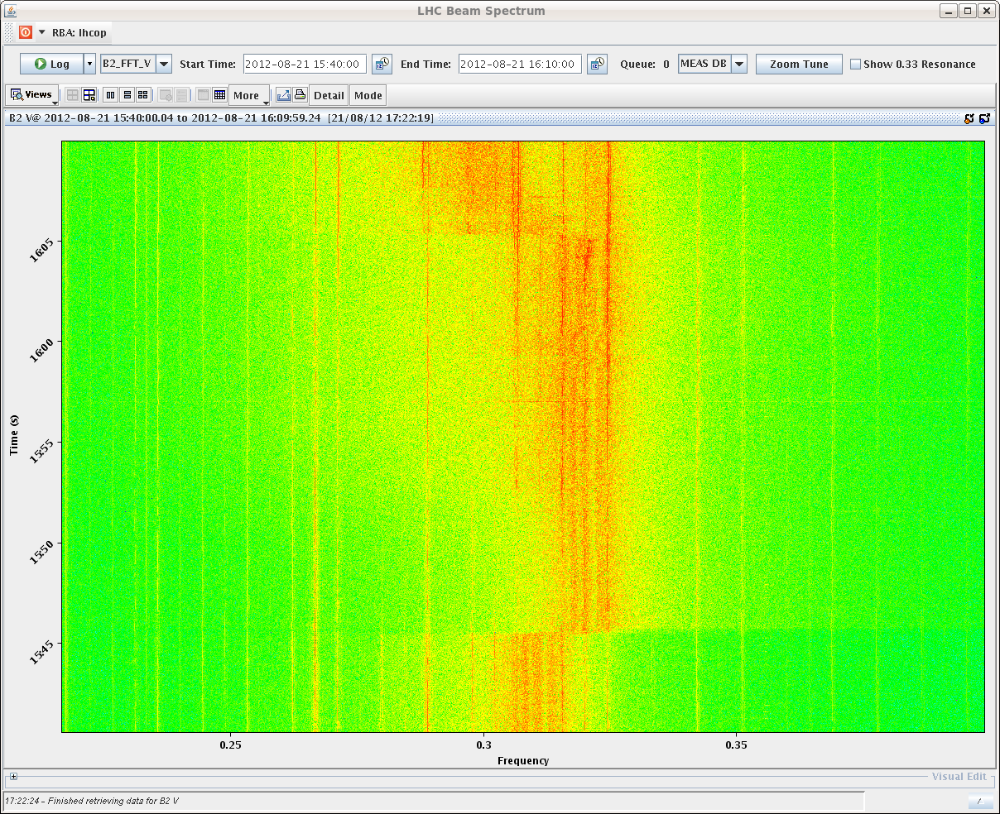 LHC Beam Spectrum
RBA: lhcop
Log B2_FFT_V Start Time: 2012-08-21 15:40:00 End Time: 2012-08-21 16:10:00 Queue: 0 MEAS DB Zoom Tune Show 0.33 Resonance
Views More Detail Mode
B2 V@ 2012-08-21 15:40:00.04 to 2012-08-21 16:09:59.24 [21/08/12 17:22:19]
16:05
16:00
15:55
15:50
15:45
Time (s)
0.25 0.3 0.35
Frequency
Visual Edit
17:22:24 - Finished retrieving data for B2 V